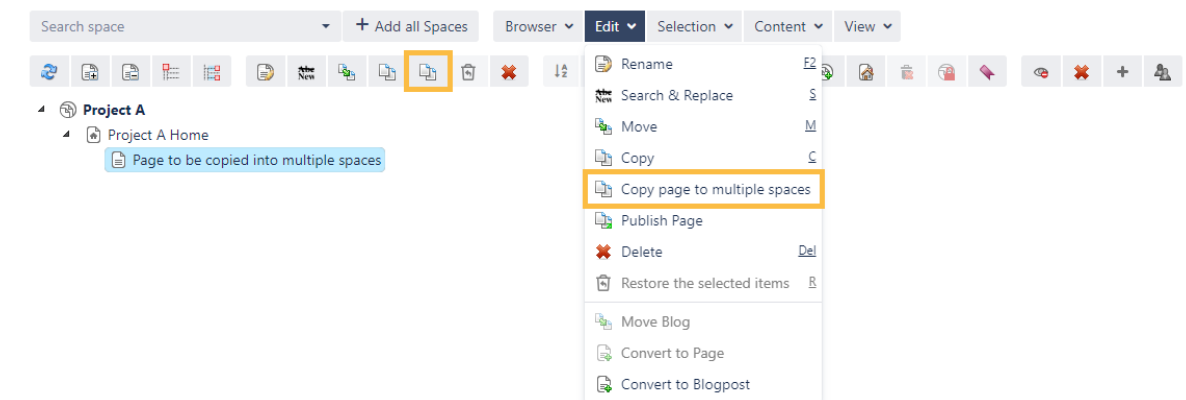 Search space
+ Add all Spaces
Browser
Edit
Selection
Content
View
Rename F2
Search & Replace S
Move M
Copy C
Copy page to multiple spaces
Publish Page
Delete Del
Restore the selected items R
Move Blog
Convert to Page
Convert to Blogpost
Project A
Project A Home
Page to be copied into multiple spaces